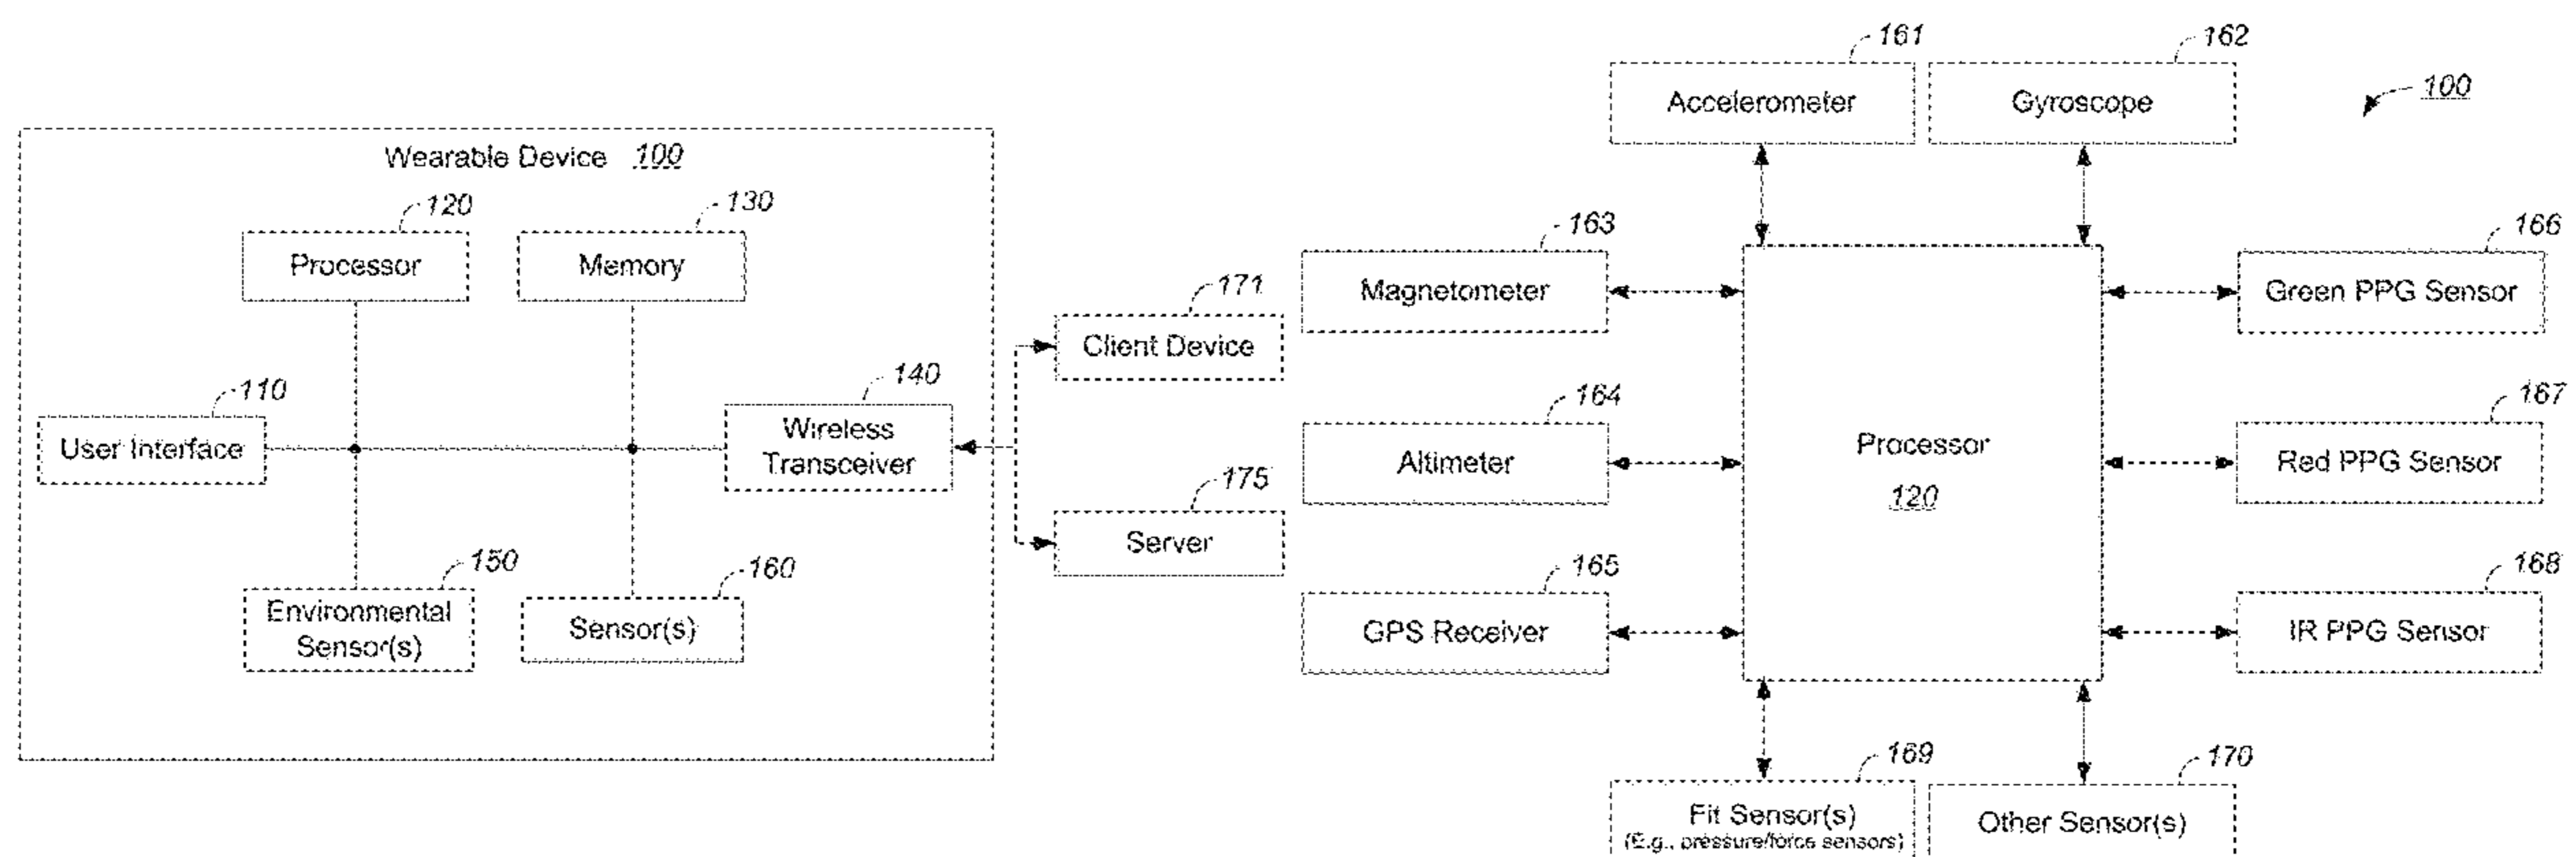 Wearable Device 100
120
Processor
130
Memory
110
User Interface
140
Wireless
Transceiver
150
Environmental
Sensor(s)
160
Sensor(s)
171
Client Device
175
Server
161
Accelerometer
162
Gyroscope
100
163
Magnetometer
164
Altimeter
165
GPS Receiver
Processor
120
166
Green PPG Sensor
167
Red PPG Sensor
168
IR PPG Sensor
169
Fit Sensor(s)
(E.g., pressure/force sensors)
170
Other Sensor(s)